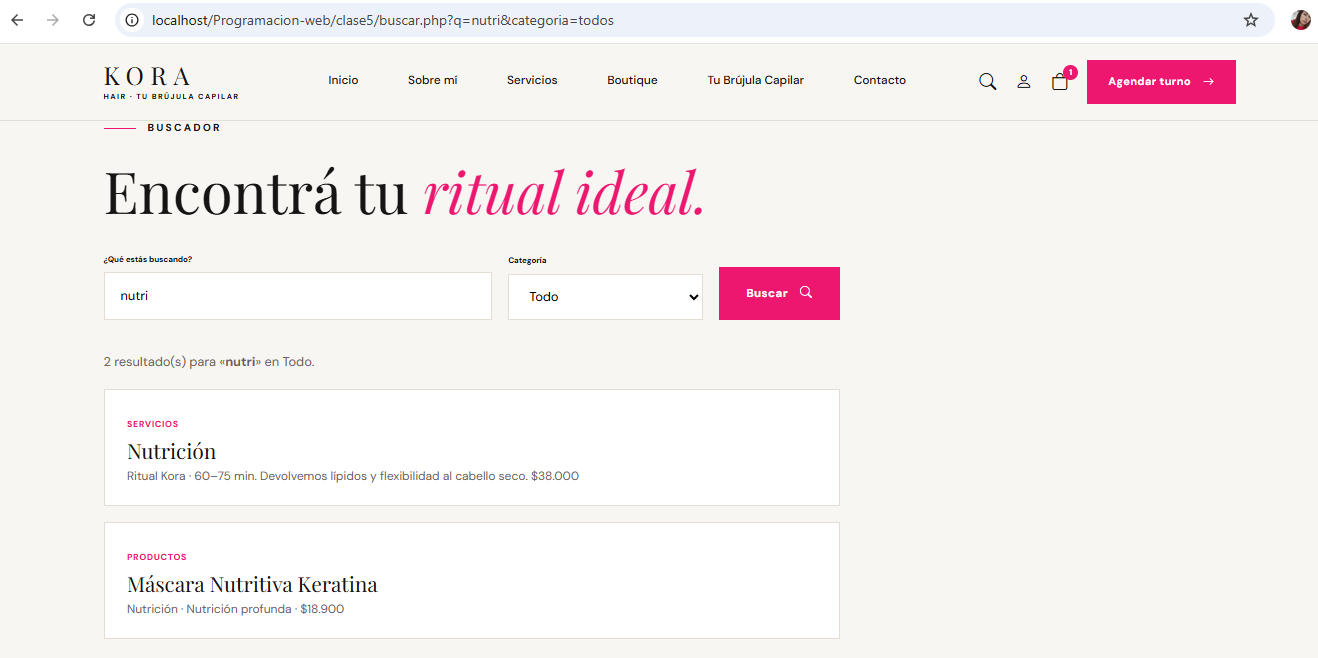 localhost/Programacion-web/clase5/buscar.php?q=nutri&categoria=todos
KORA
HAIR · TU BRÚJULA CAPILAR
Inicio
Sobre mí
Servicios
Boutique
Tu Brújula Capilar
Contacto
1
Agendar turno →
BUSCADOR
Encontrá tu ritual ideal.
¿Qué estás buscando?
Categoría
nutri
Todo
Buscar
2 resultado(s) para «nutri» en Todo.
SERVICIOS
Nutrición
Ritual Kora · 60–75 min. Devolvemos lípidos y flexibilidad al cabello seco. $38.000
PRODUCTOS
Máscara Nutritiva Keratina
Nutrición · Nutrición profunda · $18.900